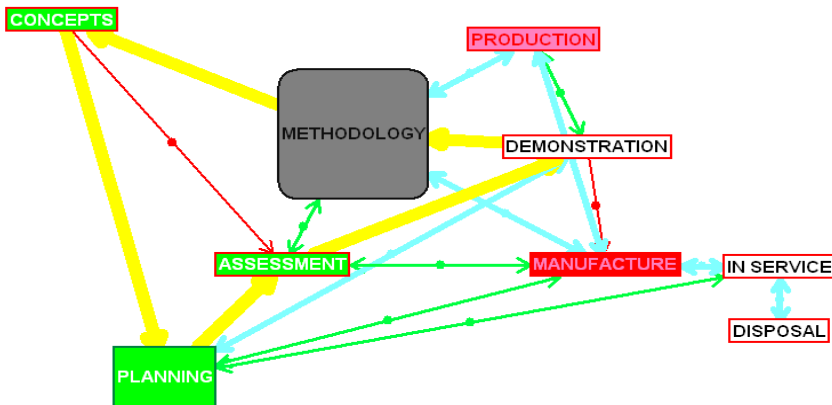 CONCEPTS
PRODUCTION
METHODOLOGY
DEMONSTRATION
ASSESSMENT
MANUFACTURE
IN SERVICE
DISPOSAL
PLANNING